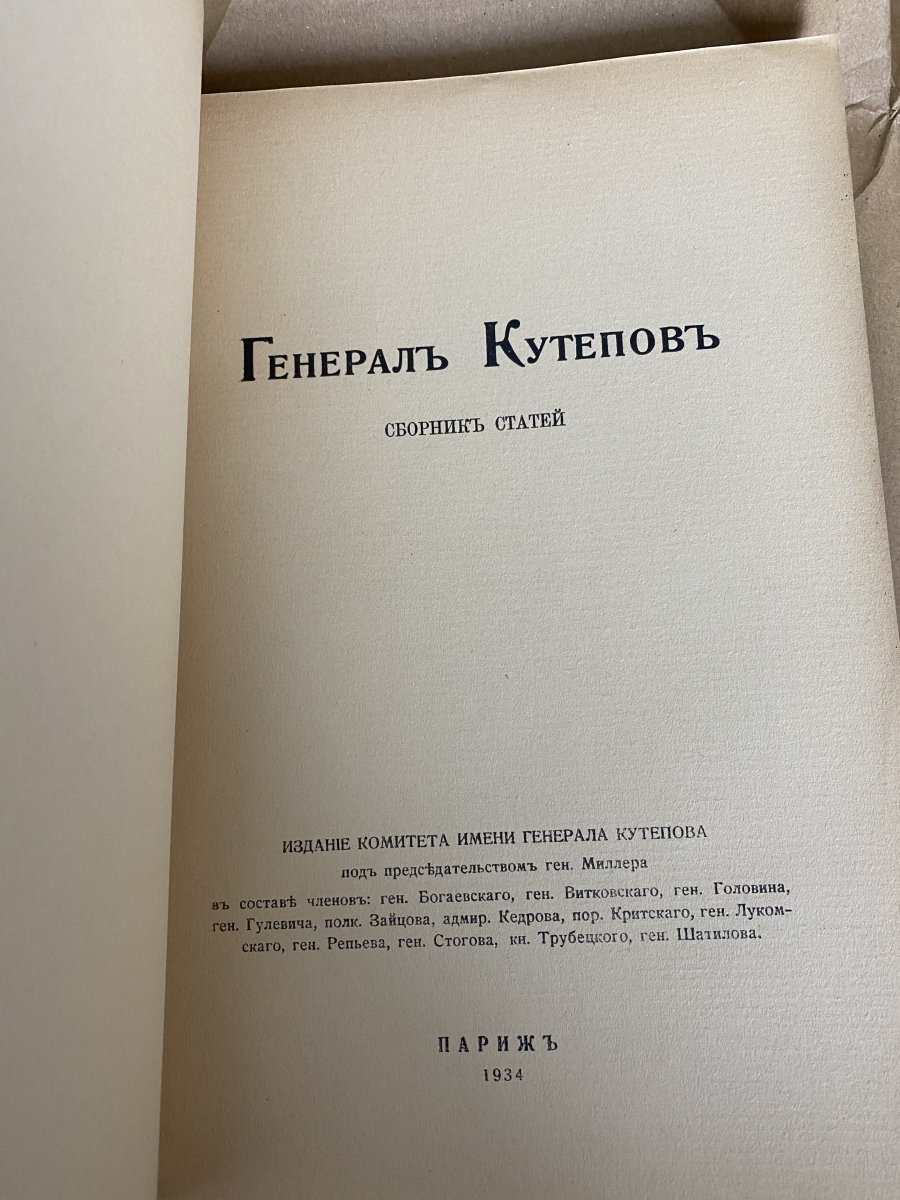 Генералъ Кутеповъ
СБОРНИКЪ СТАТЕЙ
ИЗДАНІЕ КОМИТЕТА ИМЕНИ ГЕНЕРАЛА КУТЕПОВА
подъ предсѣдательствомъ ген. Миллера
въ составѣ членовъ: ген. Богаевскаго, ген. Витковскаго, ген. Головина,
ген. Гулевича, полк. Зайцова, адмир. Кедрова, пор. Критскаго, ген. Луком-
скаго, ген. Репьева, ген. Стогова, кн. Трубецкого, ген. Шатилова.
ПАРИЖЪ
1934